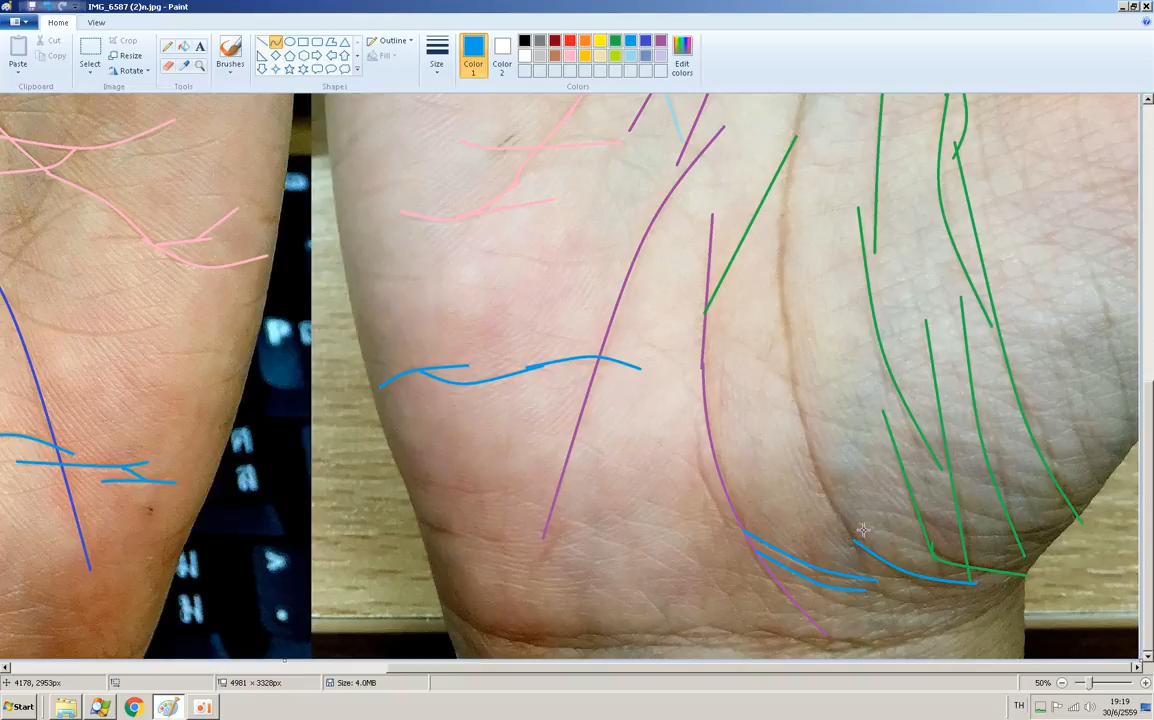 IMG_6587 (2)n.jpg - Paint
Home
View
Paste
Cut
Copy
Clipboard
Select
Crop
Resize
Rotate
Image
A
Tools
Brushes
Outline
Fill
Shapes
Size
Color
1
Color
2
Edit
colors
Colors
4178, 2953px
4981 × 3328px
Size: 4.0MB
50%
Start
TH
19:19
30/6/2559